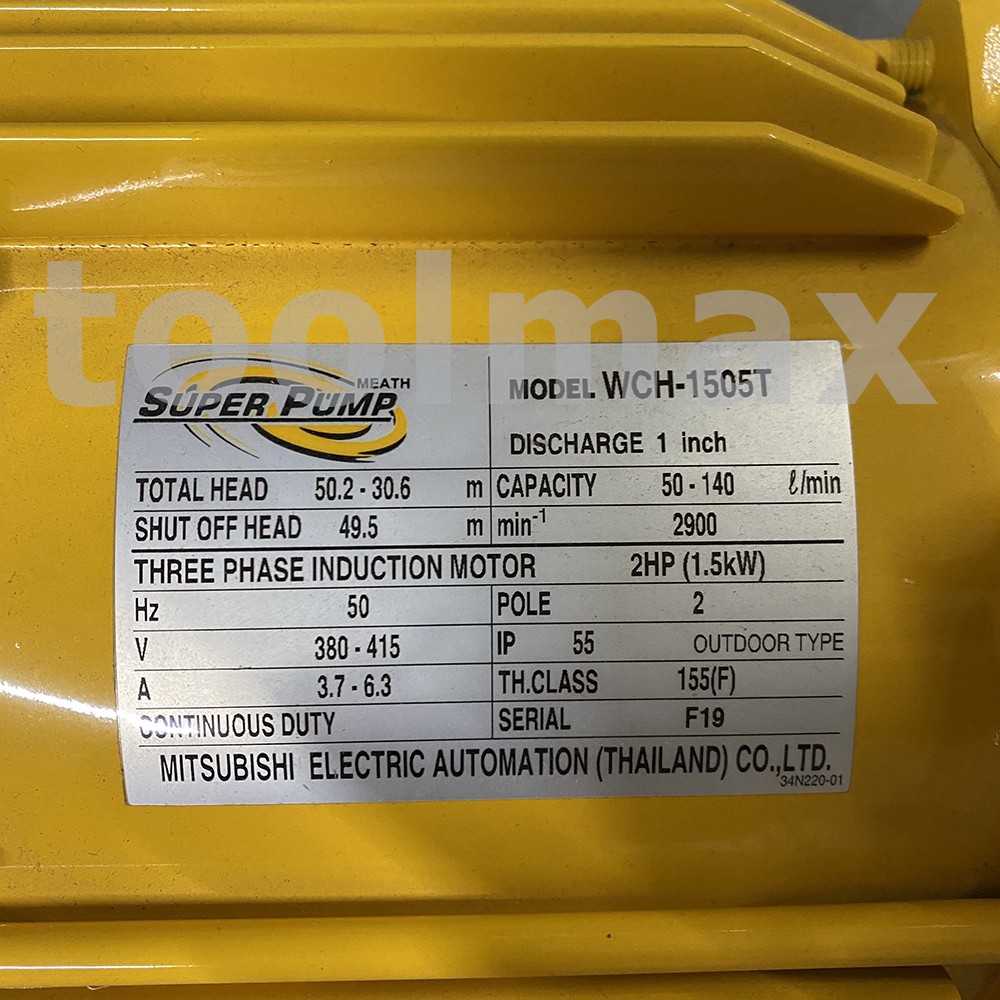 toolmax
MEATH
SUPER PUMP
MODEL WCH-1505T
DISCHARGE 1 inch
TOTAL HEAD 50.2 - 30.6 m CAPACITY 50 - 140 ℓ/min
SHUT OFF HEAD 49.5 m min-1 2900
THREE PHASE INDUCTION MOTOR 2HP (1.5kW)
Hz 50 POLE 2
V 380 - 415 IP 55 OUTDOOR TYPE
A 3.7 - 6.3 TH.CLASS 155(F)
CONTINUOUS DUTY SERIAL F19
MITSUBISHI ELECTRIC AUTOMATION (THAILAND) CO.,LTD.
34N220-01